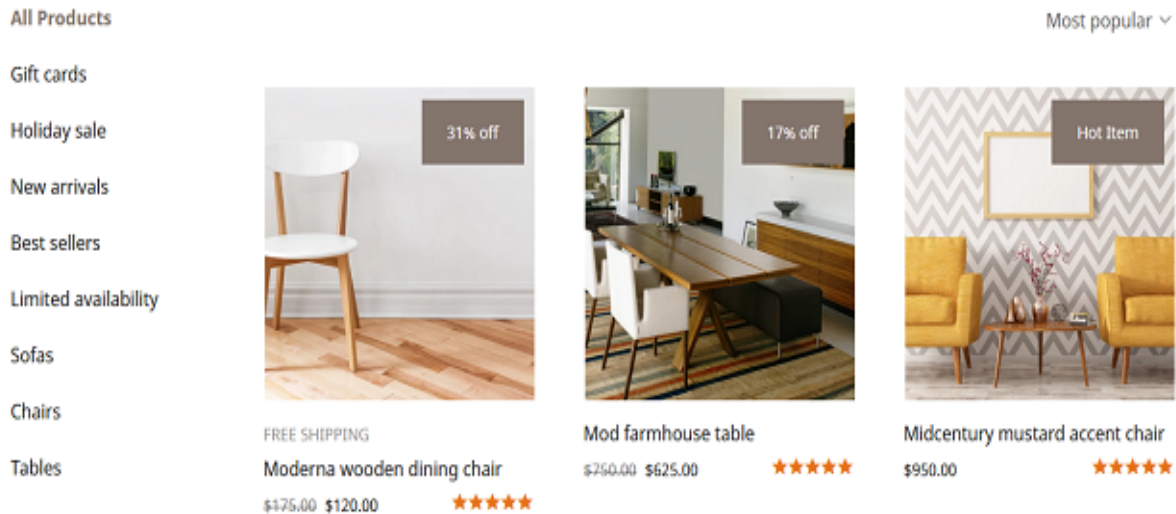 All Products
Most popular
Gift cards
Holiday sale
New arrivals
Best sellers
Limited availability
Sofas
Chairs
Tables
31% off
FREE SHIPPING
Moderna wooden dining chair
$175.00 $120.00
17% off
Mod farmhouse table
$750.00 $625.00
Hot Item
Midcentury mustard accent chair
$950.00